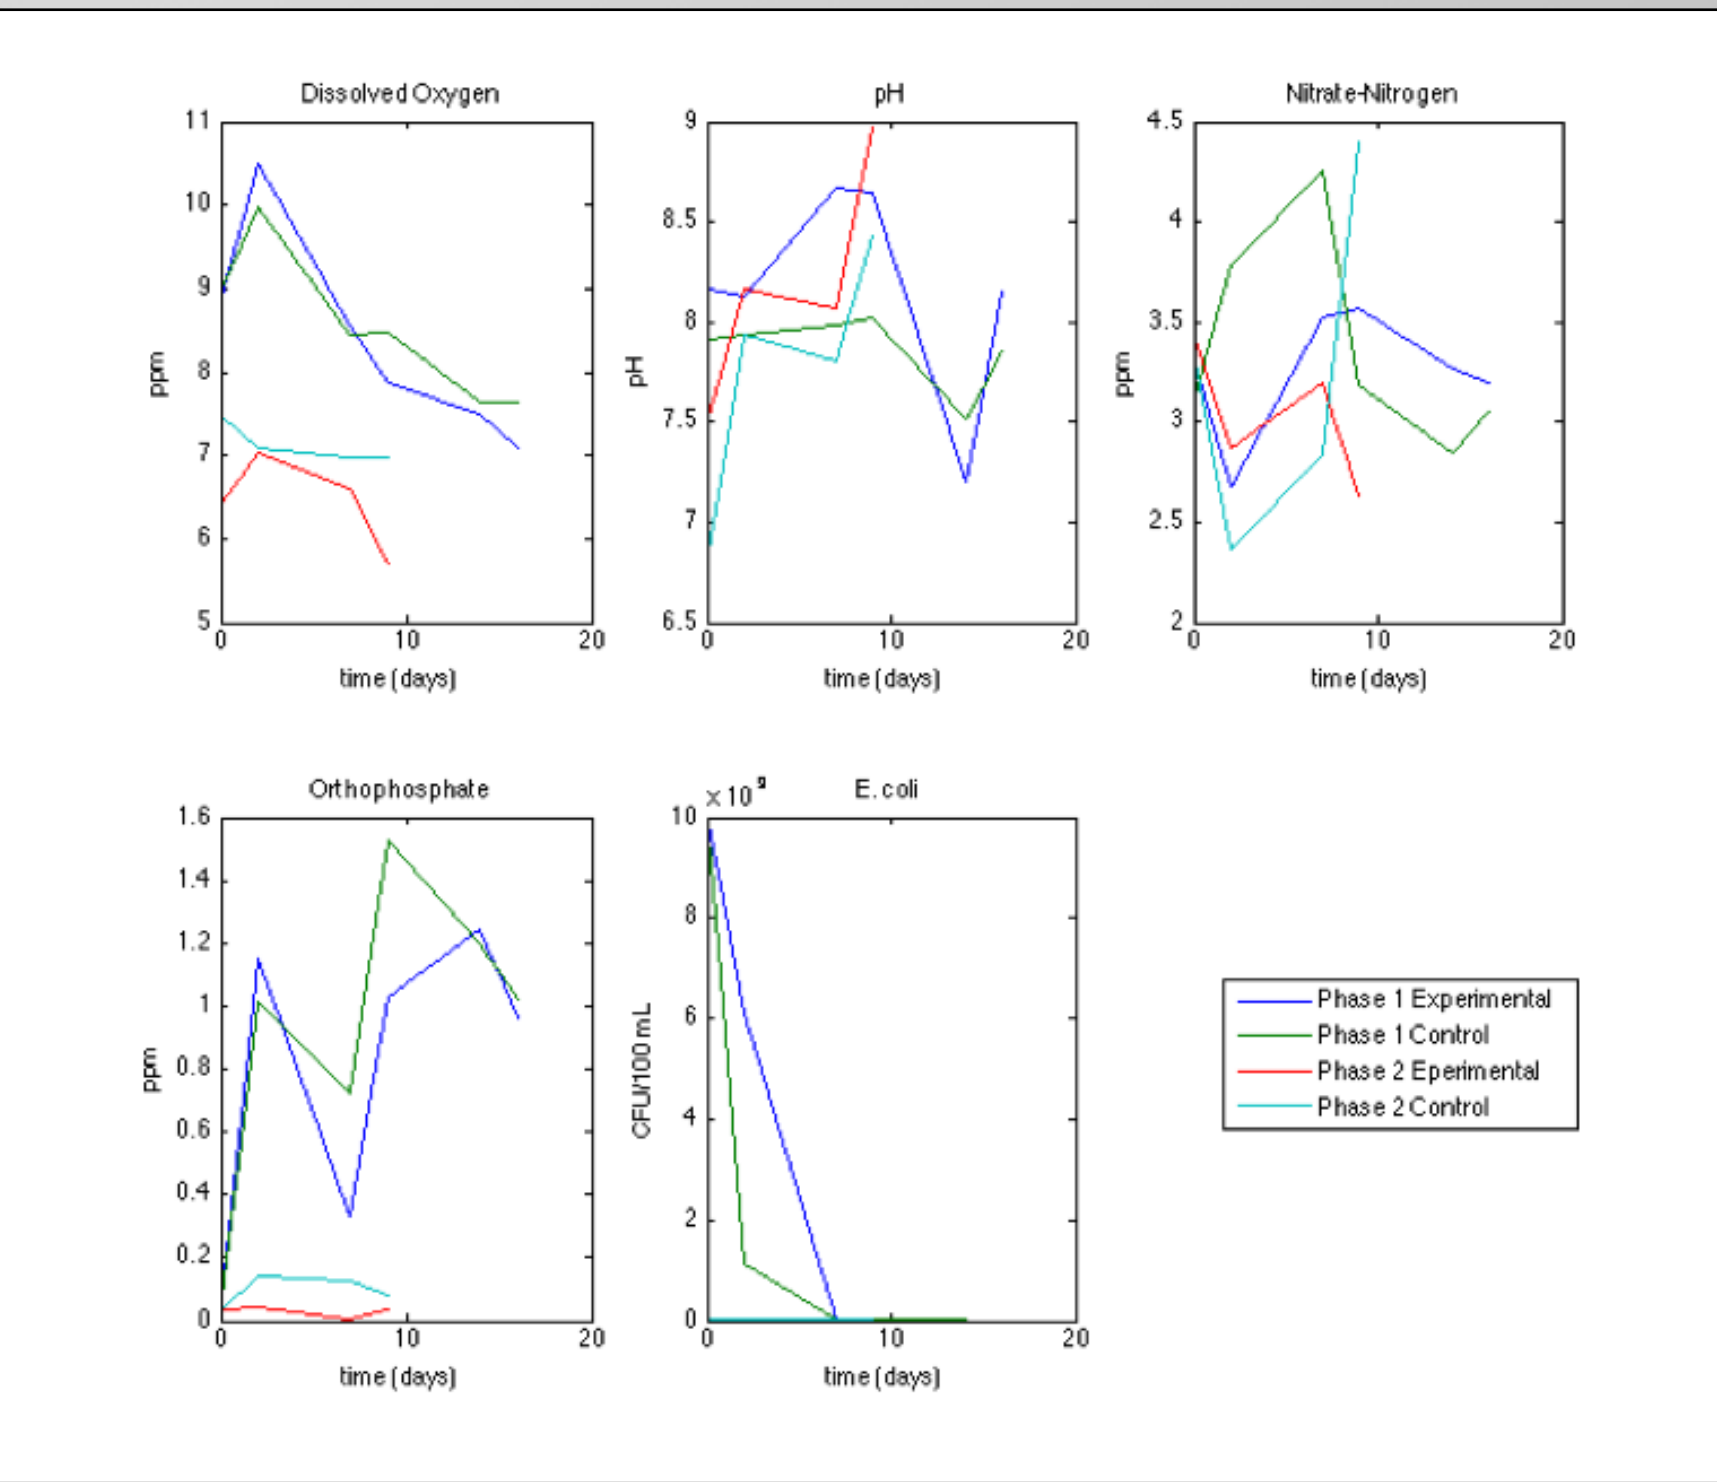 Dissolved Oxygen
11
10
9
8
7
6
5
ppm
0 10 20
time (days)
pH
9
8.5
8
7.5
7
6.5
pH
0 10 20
time (days)
Nitrate-Nitrogen
4.5
4
3.5
3
2.5
2
ppm
0 10 20
time (days)
Orthophosphate
1.6
1.4
1.2
1
0.8
0.6
0.4
0.2
0
ppm
0 10 20
time (days)
x 10^9
E. coli
10
8
6
4
2
0
CFU/100 mL
0 10 20
time (days)
Phase 1 Experimental
Phase 1 Control
Phase 2 Eperimental
Phase 2 Control